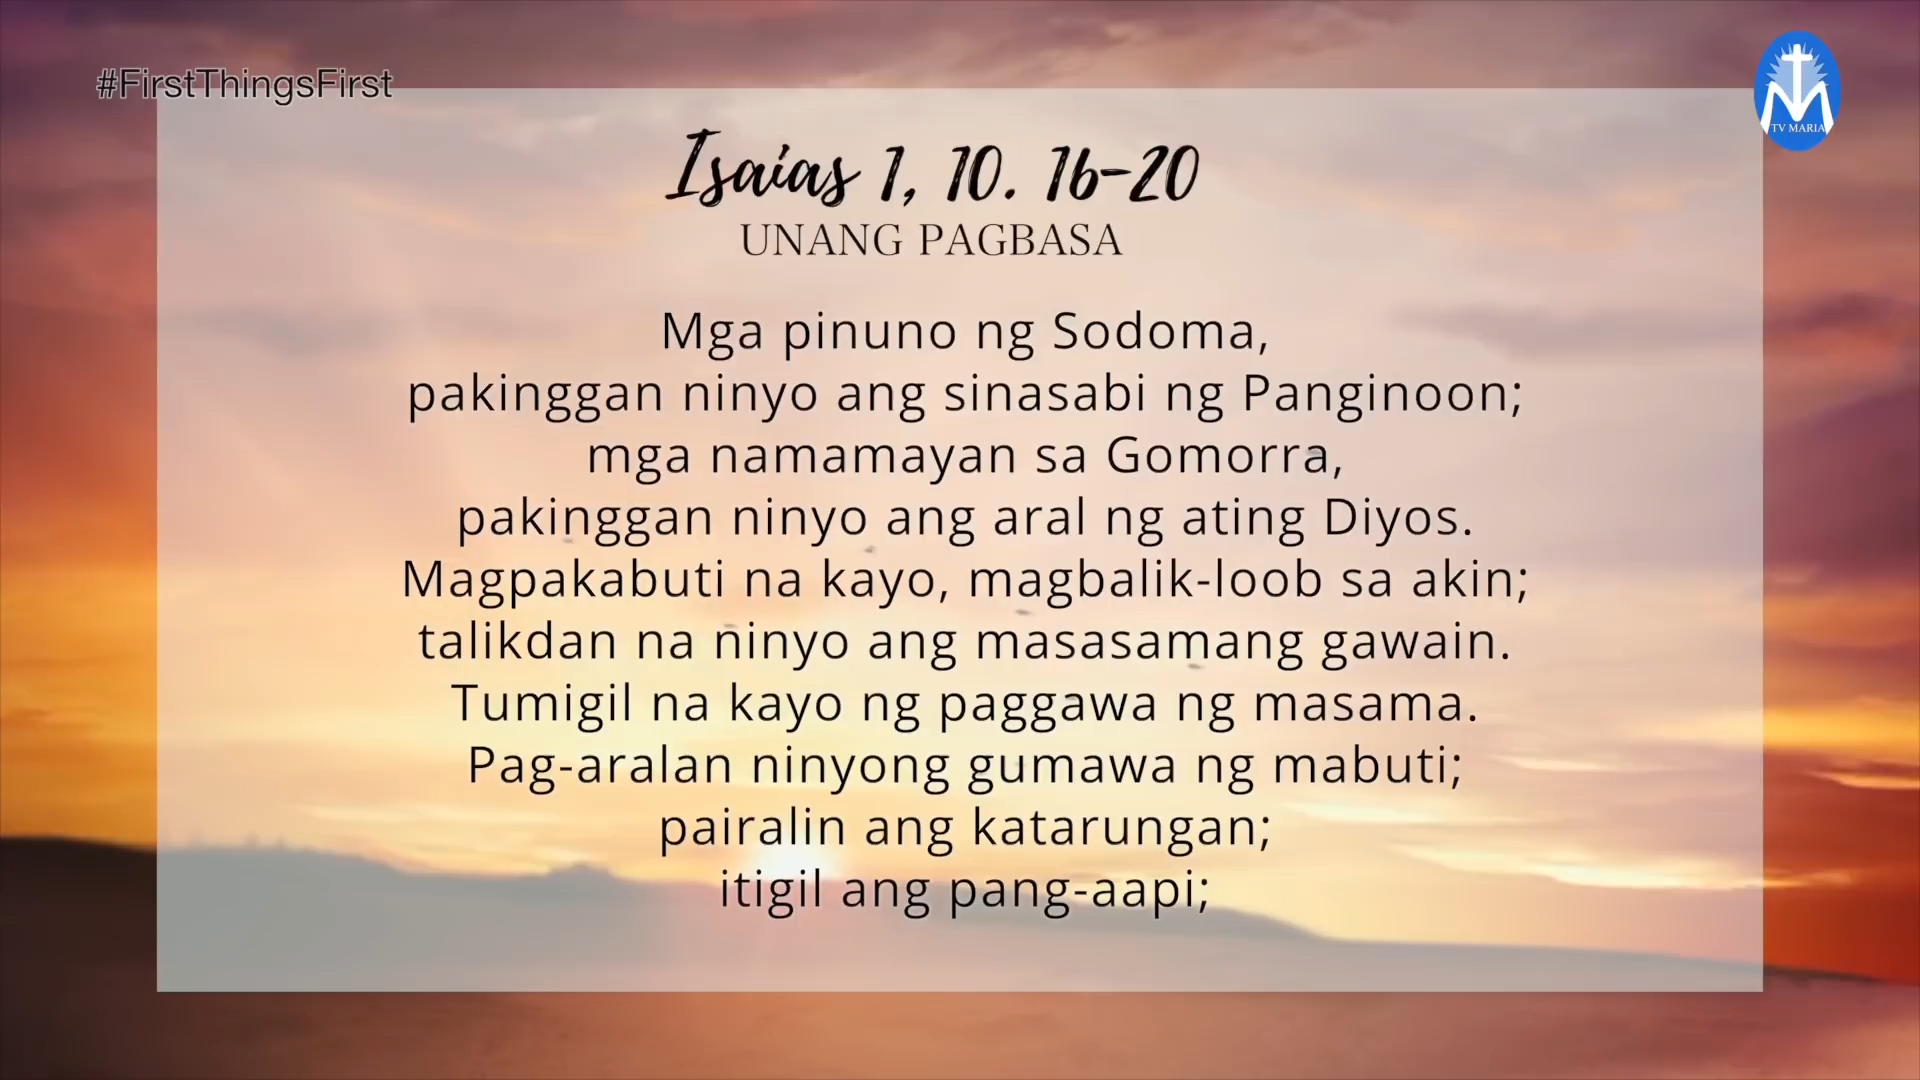 #FirstThingsFirst
TV MARIA
Isaias 1, 10. 16-20
UNANG PAGBASA
Mga pinuno ng Sodoma,
pakinggan ninyo ang sinasabi ng Panginoon;
mga namamayan sa Gomorra,
pakinggan ninyo ang aral ng ating Diyos.
Magpakabuti na kayo, magbalik-loob sa akin;
talikdan na ninyo ang masasamang gawain.
Tumigil na kayo ng paggawa ng masama.
Pag-aralan ninyong gumawa ng mabuti;
pairalin ang katarungan;
itigil ang pang-aapi;